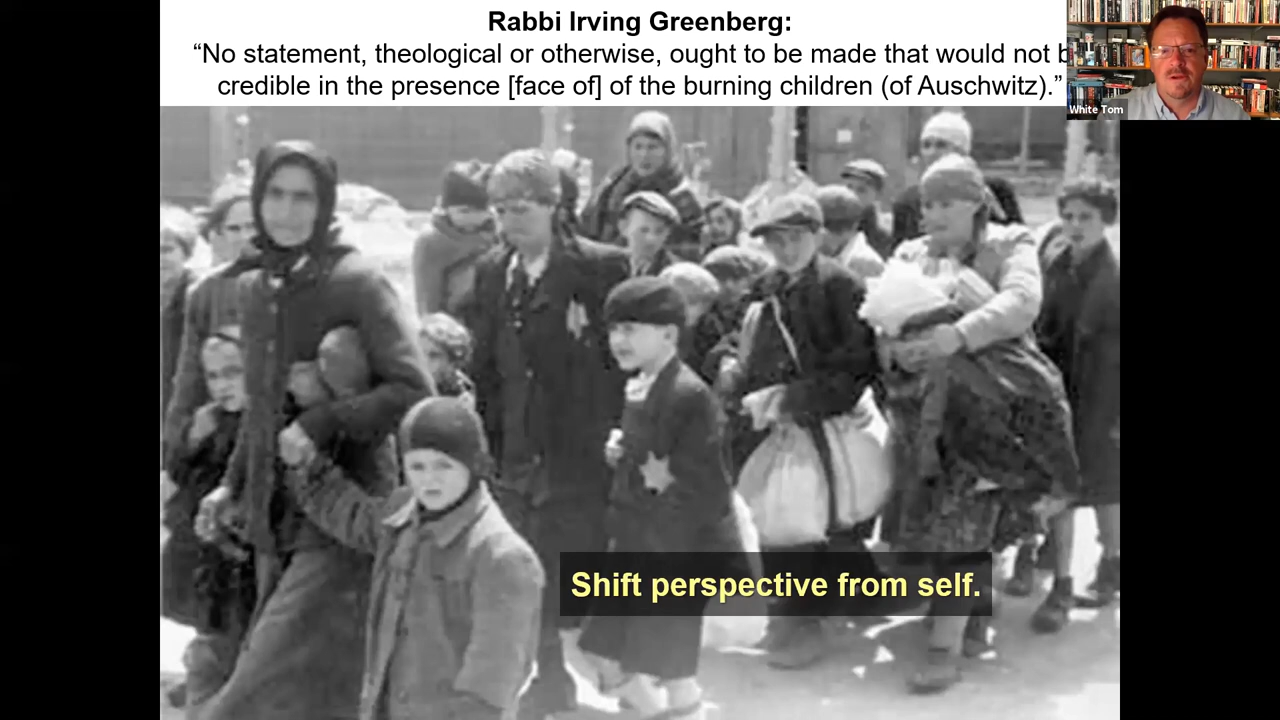 Rabbi Irving Greenberg:
“No statement, theological or otherwise, ought to be made that would not b
credible in the presence [face of] of the burning children (of Auschwitz).”
White Tom
Shift perspective from self.